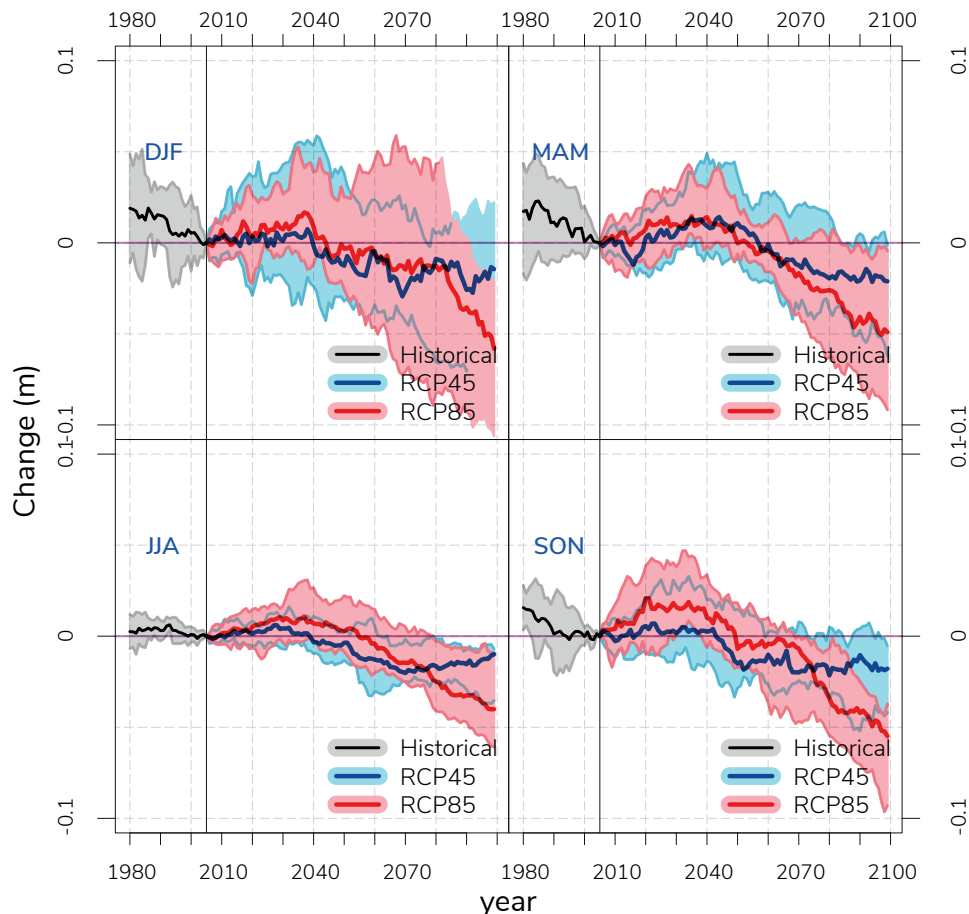 1980 2010 2040 2070 1980 2010 2040 2070 2100
0.1 0.1
DJF MAM
0 0
Historical Historical
RCP45 RCP45
RCP85 RCP85
-0.1 -0.1
Change (m)
0.1 0.1
JJA SON
0 0
Historical Historical
RCP45 RCP45
RCP85 RCP85
-0.1 -0.1
1980 2010 2040 2070 1980 2010 2040 2070 2100
year